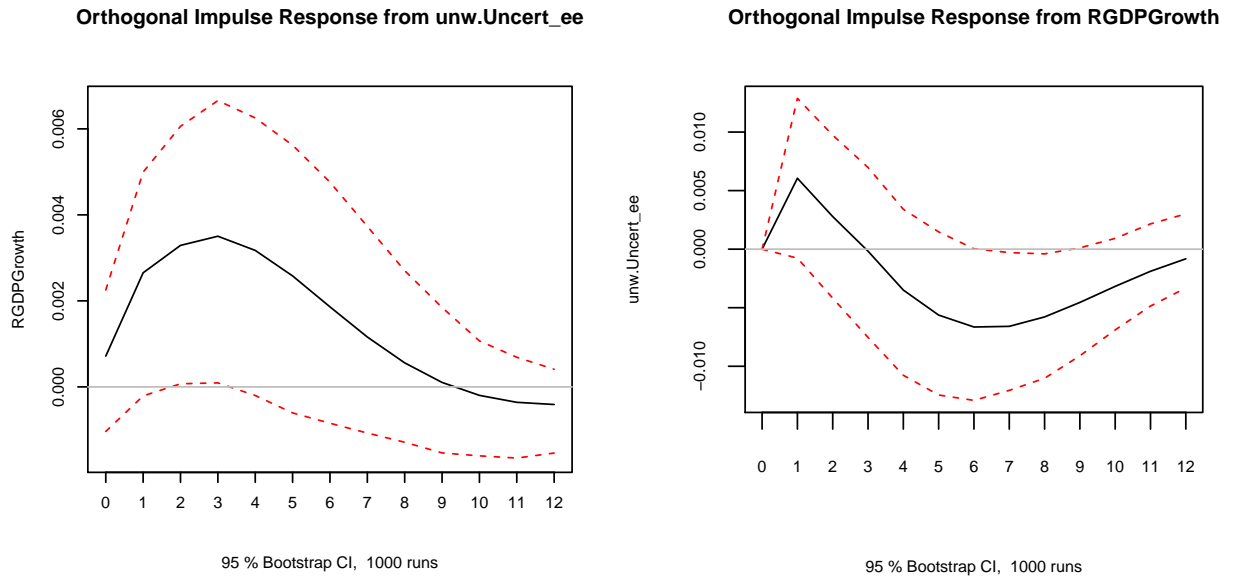 Orthogonal Impulse Response from unw.Uncert_ee
RGDPGrowth
0.006
0.004
0.002
0.000
0 1 2 3 4 5 6 7 8 9 10 11 12
95 % Bootstrap CI, 1000 runs
Orthogonal Impulse Response from RGDPGrowth
unw.Uncert_ee
0.010
0.005
0.000
−0.010
0 1 2 3 4 5 6 7 8 9 10 11 12
95 % Bootstrap CI, 1000 runs